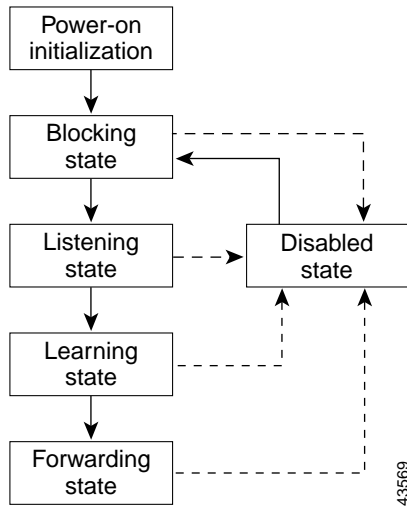 Power-on
initialization
Blocking
state
Listening
state
Disabled
state
Learning
state
Forwarding
state
43569